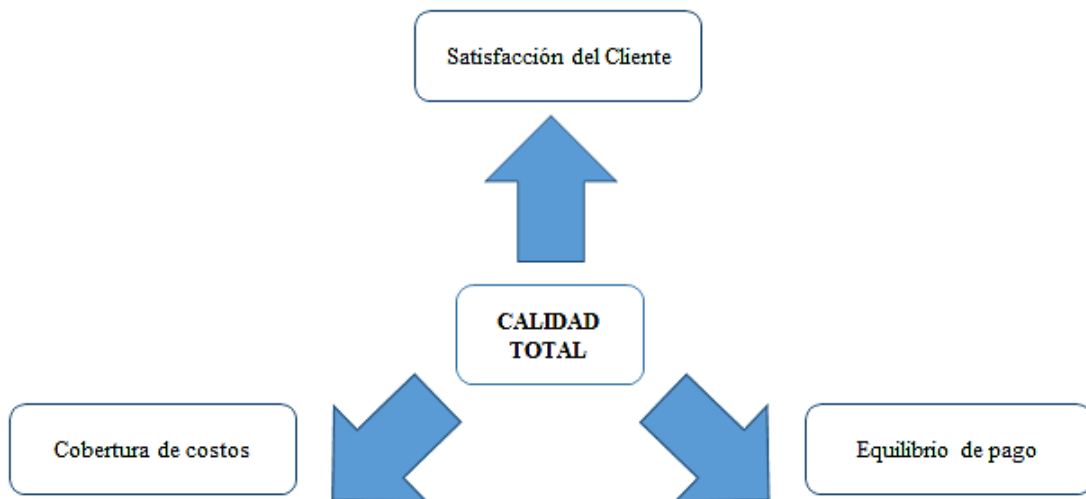 Satisfacción del Cliente
CALIDAD
TOTAL
Cobertura de costos
Equilibrio de pago